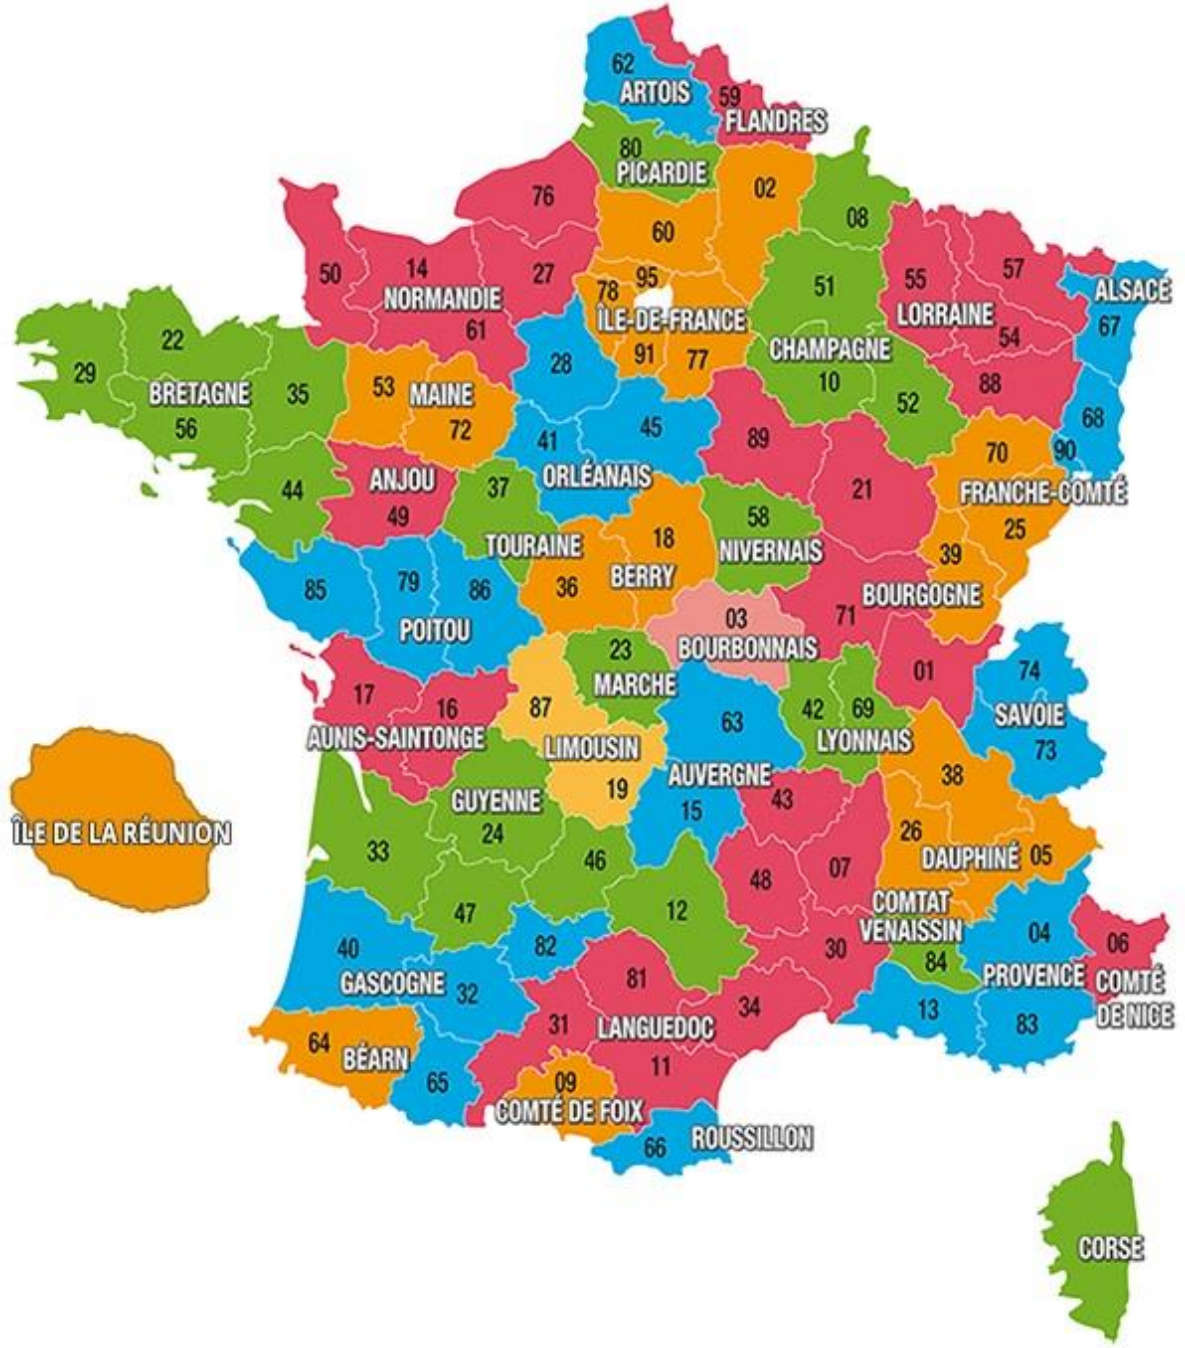 62
ARTOIS
59
FLANDRES
80
PICARDIE
02
76
60
08
50
14
NORMANDIE
27
61
78
95
ÎLE-DE-FRANCE
91
77
51
CHAMPAGNE
10
52
55
57
LORRAINE
54
88
ALSACE
67
68
90
29
22
BRETAGNE
56
35
44
53
MAINE
72
28
41
45
ORLÉANAIS
89
21
70
FRANCHE-COMTÉ
25
39
ANJOU
49
37
TOURAINE
18
BERRY
36
58
NIVERNAIS
BOURGOGNE
71
85
79
86
POITOU
03
BOURBONNAIS
23
MARCHE
01
74
SAVOIE
73
17
16
AUNIS-SAINTONGE
87
LIMOUSIN
19
63
AUVERGNE
15
42
69
LYONNAIS
38
26
DAUPHINÉ
05
ÎLE DE LA RÉUNION
GUYENNE
24
33
46
47
12
43
48
07
30
COMTAT
VENAISSIN
84
04
PROVENCE
13
83
06
COMTÉ
DE NICE
40
GASCOGNE
32
82
81
31
LANGUEDOC
34
11
64
BÉARN
65
09
COMTÉ DE FOIX
66
ROUSSILLON
CORSE